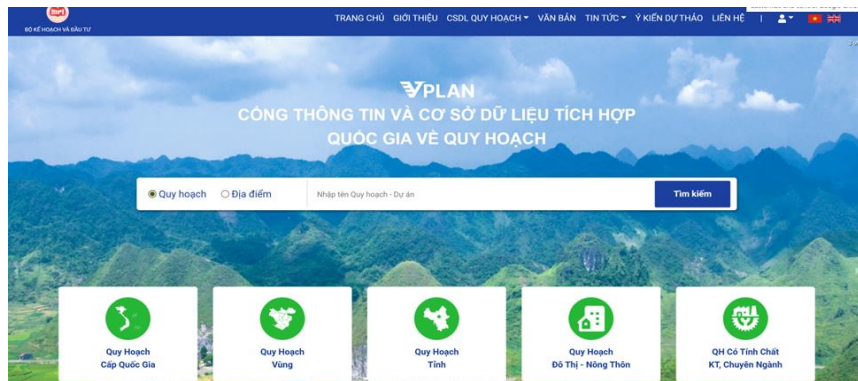 BỘ KẾ HOẠCH VÀ ĐẦU TƯ
TRANG CHỦ GIỚI THIỆU CSDL QUY HOẠCH VĂN BẢN TIN TỨC Ý KIẾN DỰ THẢO LIÊN HỆ |
VPLAN
CỔNG THÔNG TIN VÀ CƠ SỞ DỮ LIỆU TÍCH HỢP
QUỐC GIA VỀ QUY HOẠCH
Quy hoạch Địa điểm Nhập tên Quy hoạch - Dự án Tìm kiếm
Quy Hoạch
Cấp Quốc Gia
Quy Hoạch
Vùng
Quy Hoạch
Tỉnh
Quy Hoạch
Đô Thị - Nông Thôn
QH Có Tính Chất
KT, Chuyên Ngành